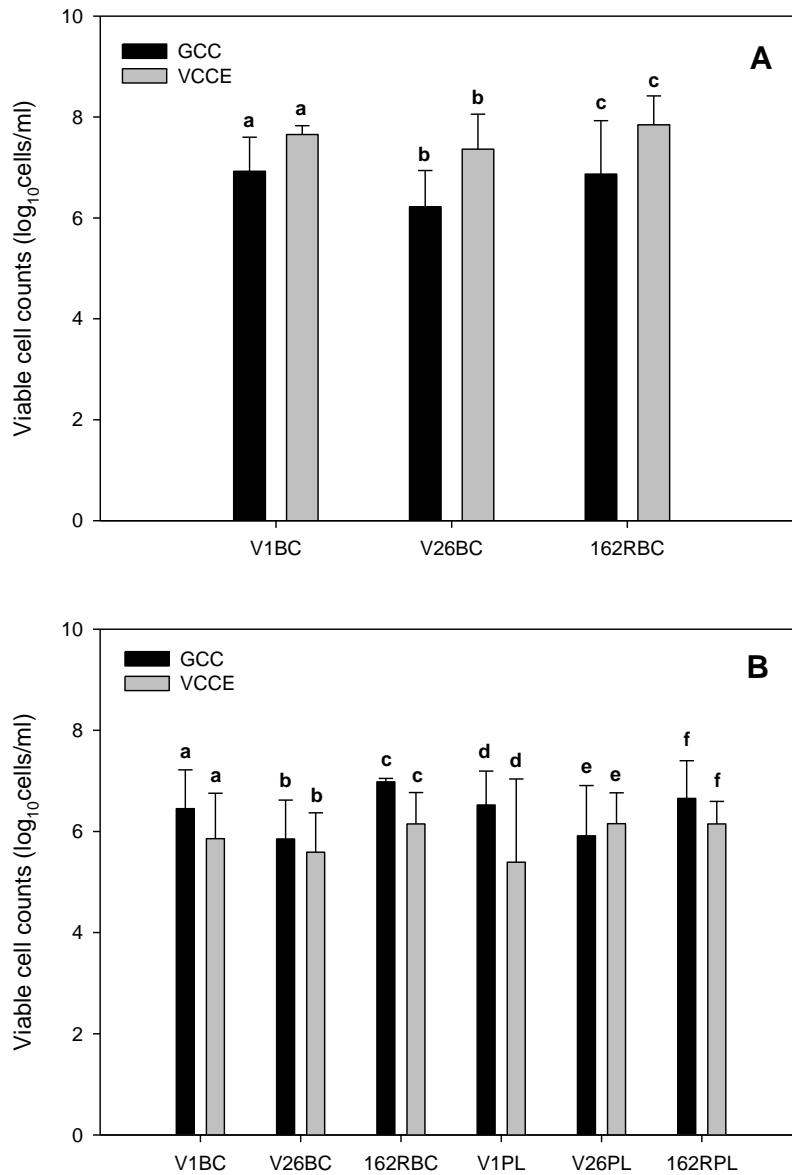 10
8
6
4
2
0
Viable cell counts (log₁₀cells/ml)
GCC
VCCE
A
a a b b c c
V1BC V26BC 162RBC
10
8
6
4
2
0
Viable cell counts (log₁₀cells/ml)
GCC
VCCE
B
a a b b c c d d e e f f
V1BC V26BC 162RBC V1PL V26PL 162RPL